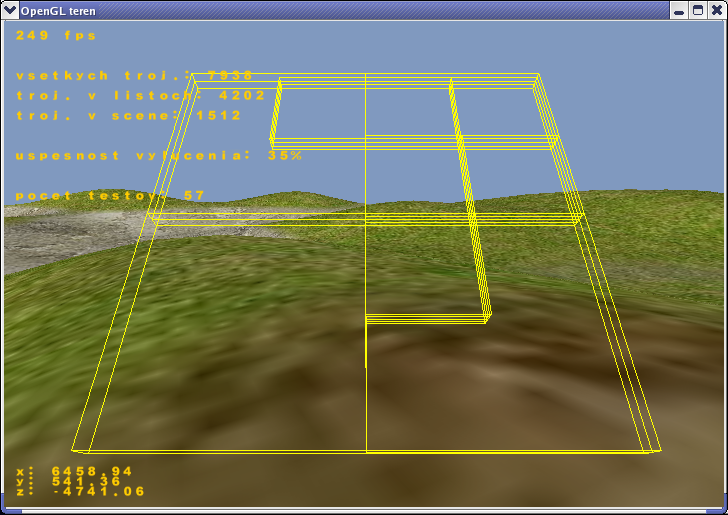 OpenGL teren
249 fps
vsetkych troj.: 7938
troj. v listoch: 4202
troj. v scene: 1512
usposnost vylucenia: 35%
pocet testov: 57
x: 6458.94
y: 541.36
z: -4741.06